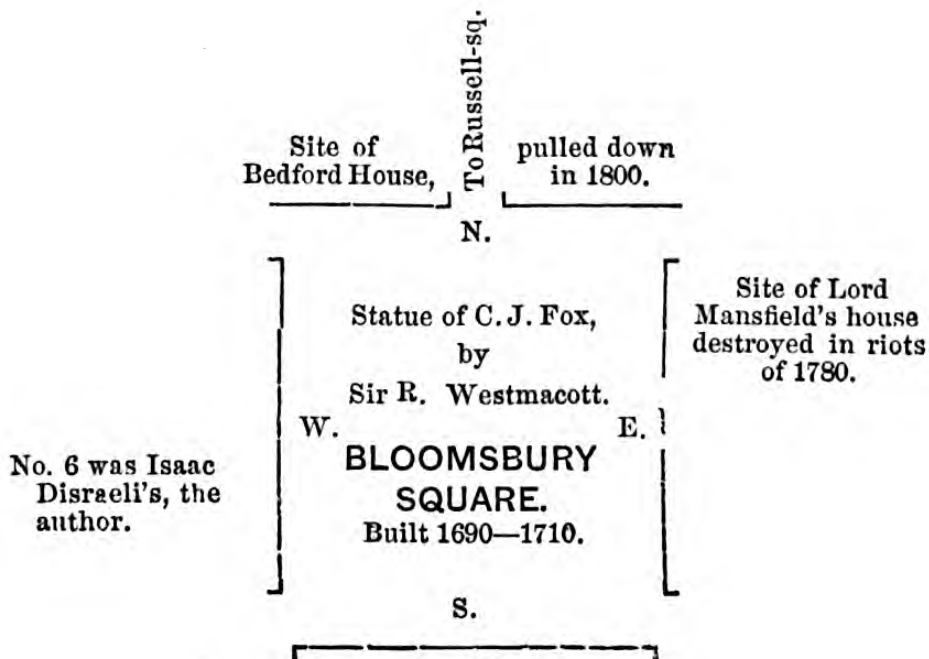 To Russell-sq.
Site of
Bedford House,
pulled down
in 1800.
N.
Statue of C. J. Fox,
by
Sir R. Westmacott.
W.
E.
BLOOMSBURY
SQUARE.
Built 1690—1710.
S.
Site of Lord
Mansfield's house
destroyed in riots
of 1780.
No. 6 was Isaac
Disraeli's, the
author.